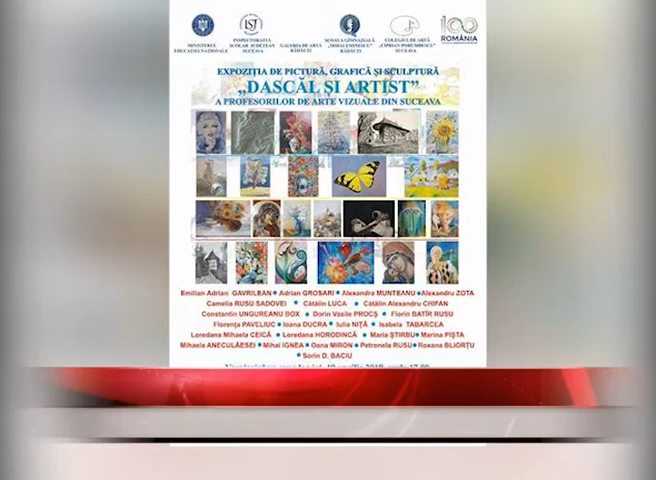 MINISTERUL
EDUCAȚIEI NAȚIONALE
INSPECTORATUL
ȘCOLAR JUDEȚEAN
SUCEAVA
GALERIA DE ARTĂ
RĂDĂUȚI
ȘCOALA GIMNAZIALĂ
„MIHAI EMINESCU”
RĂDĂUȚI
COLEGIUL DE ARTĂ
„CIPRIAN PORUMBESCU”
SUCEAVA
ROMÂNIA
EXPOZIȚIA DE PICTURĂ, GRAFICĂ ȘI SCULPTURĂ
„DASCĂL ȘI ARTIST”
A PROFESORILOR DE ARTE VIZUALE DIN SUCEAVA
Emilian Adrian GAVRILEAN • Adrian GROSARI • Alexandra MUNTEANU • Alexandru ZOTA
Camelia RUSU SADOVEI • Cătălin LUCA • Cătălin Alexandru CHIFAN
Constantin UNGUREANU BOX • Dorin Vasile PROCȘ • Florin BATÎR RUSU
Florența PAVELIUC • Ioana DUCRA • Iulia NIȚĂ • Isabela TABARCEA
Loredana Mihaela CEICĂ • Loredana HORODINCĂ • Maria ȘTIRBU • Marina PIȘTA
Mihaela ANECULĂESEI • Mihai IGNEA • Oana MIRON • Petronela RUSU • Roxana BLIORȚU
• Sorin D. BACIU